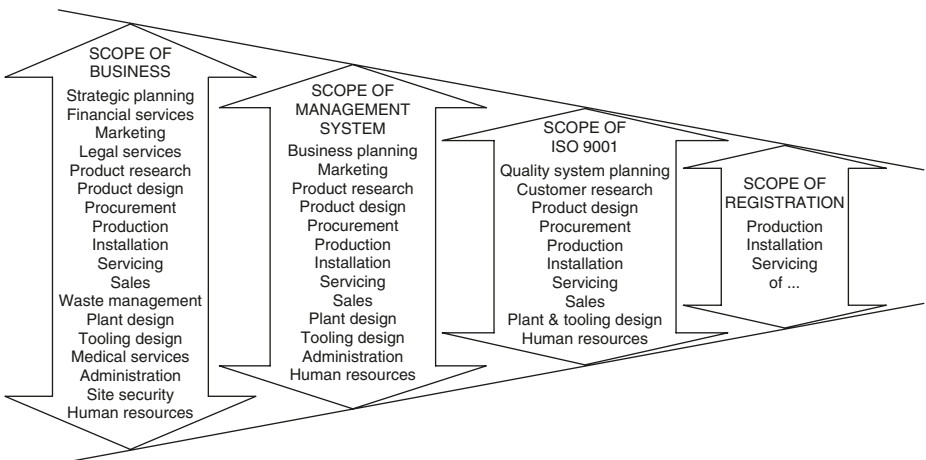 SCOPE OF
BUSINESS
Strategic planning
Financial services
Marketing
Legal services
Product research
Product design
Procurement
Production
Installation
Servicing
Sales
Waste management
Plant design
Tooling design
Medical services
Administration
Site security
Human resources
SCOPE OF
MANAGEMENT
SYSTEM
Business planning
Marketing
Product research
Product design
Procurement
Production
Installation
Servicing
Sales
Plant design
Tooling design
Administration
Human resources
SCOPE OF
ISO 9001
Quality system planning
Customer research
Product design
Procurement
Production
Installation
Servicing
Sales
Plant & tooling design
Human resources
SCOPE OF
REGISTRATION
Production
Installation
Servicing
of ...